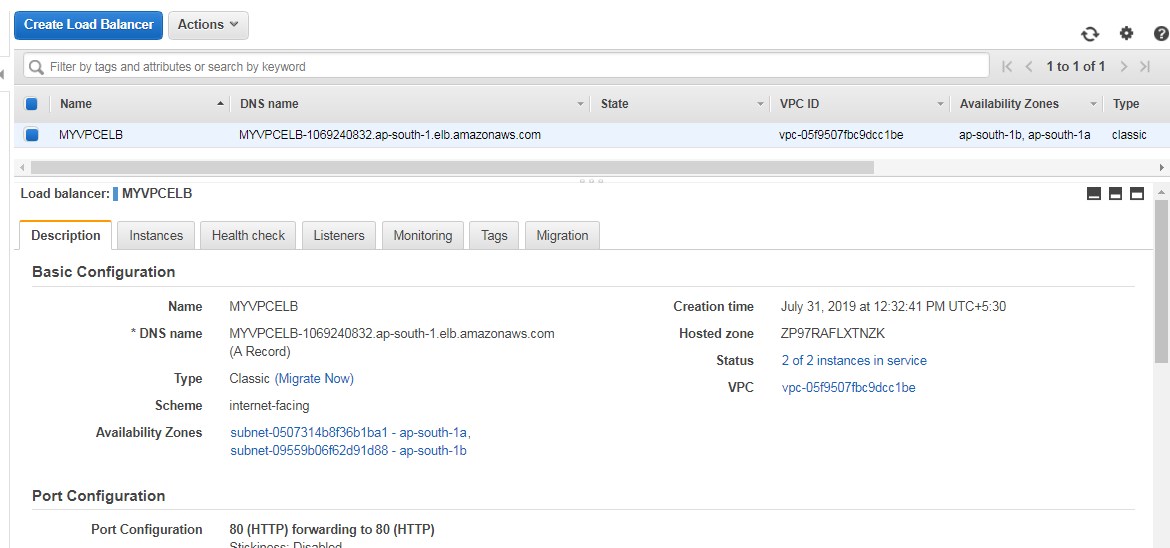 Create Load Balancer Actions
Filter by tags and attributes or search by keyword 1 to 1 of 1
Name DNS name State VPC ID Availability Zones Type
MYVPCELB MYVPCELB-1069240832.ap-south-1.elb.amazonaws.com vpc-05f9507fbc9dcc1be ap-south-1b, ap-south-1a classic
Load balancer: MYVPCELB
Description Instances Health check Listeners Monitoring Tags Migration
Basic Configuration
Name MYVPCELB Creation time July 31, 2019 at 12:32:41 PM UTC+5:30
* DNS name MYVPCELB-1069240832.ap-south-1.elb.amazonaws.com Hosted zone ZP97RAFLXTNZK
(A Record)
Status 2 of 2 instances in service
Type Classic (Migrate Now) VPC vpc-05f9507fbc9dcc1be
Scheme internet-facing
Availability Zones subnet-0507314b8f36b1ba1 - ap-south-1a,
subnet-09559b06f62d91d88 - ap-south-1b
Port Configuration
Port Configuration 80 (HTTP) forwarding to 80 (HTTP)
Stickiness: Disabled